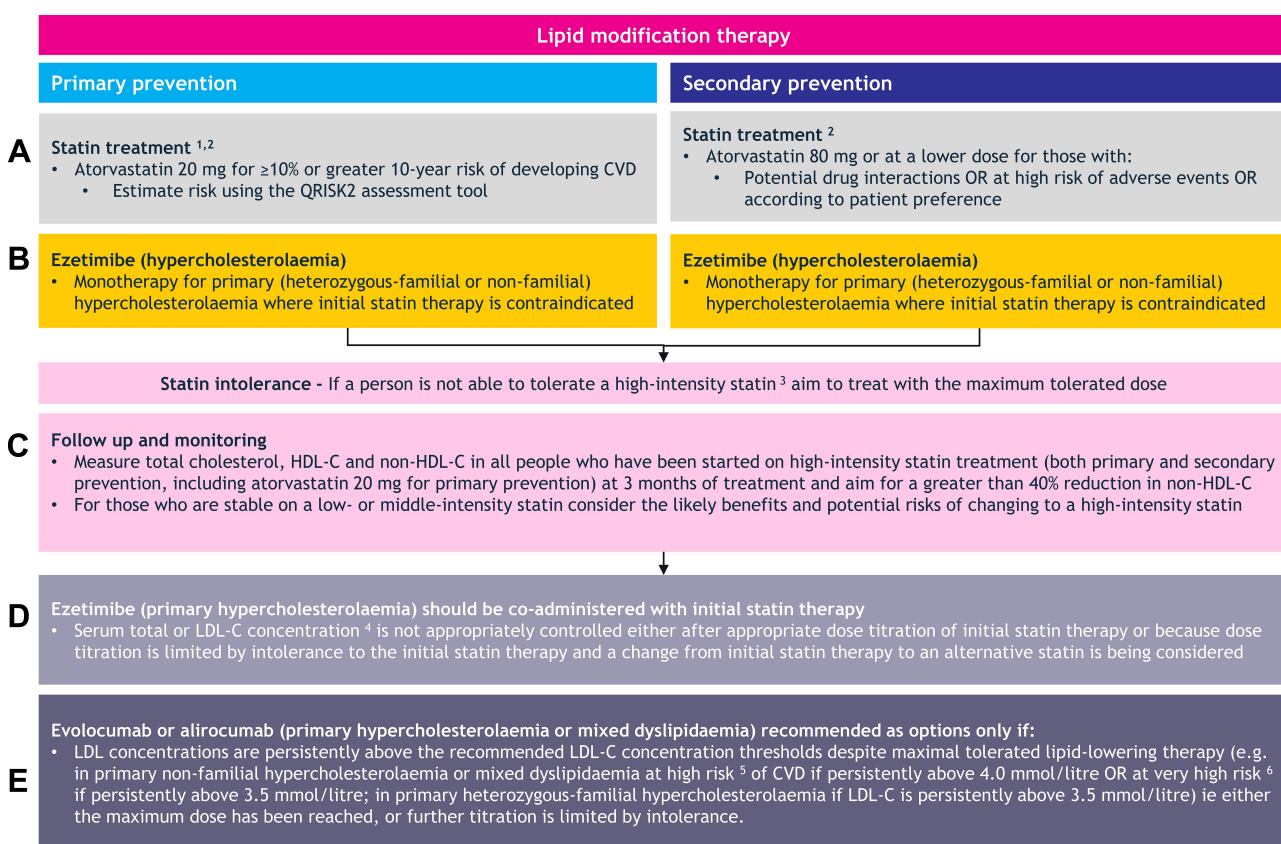 Lipid modification therapy
Primary prevention
Secondary prevention
A
Statin treatment 1,2
• Atorvastatin 20 mg for ≥10% or greater 10-year risk of developing CVD
• Estimate risk using the QRISK2 assessment tool
Statin treatment 2
• Atorvastatin 80 mg or at a lower dose for those with:
• Potential drug interactions OR at high risk of adverse events OR
according to patient preference
B
Ezetimibe (hypercholesterolaemia)
• Monotherapy for primary (heterozygous-familial or non-familial)
hypercholesterolaemia where initial statin therapy is contraindicated
Ezetimibe (hypercholesterolaemia)
• Monotherapy for primary (heterozygous-familial or non-familial)
hypercholesterolaemia where initial statin therapy is contraindicated
Statin intolerance - If a person is not able to tolerate a high-intensity statin 3 aim to treat with the maximum tolerated dose
C
Follow up and monitoring
• Measure total cholesterol, HDL-C and non-HDL-C in all people who have been started on high-intensity statin treatment (both primary and secondary
prevention, including atorvastatin 20 mg for primary prevention) at 3 months of treatment and aim for a greater than 40% reduction in non-HDL-C
• For those who are stable on a low- or middle-intensity statin consider the likely benefits and potential risks of changing to a high-intensity statin
D
Ezetimibe (primary hypercholesterolaemia) should be co-administered with initial statin therapy
• Serum total or LDL-C concentration 4 is not appropriately controlled either after appropriate dose titration of initial statin therapy or because dose
titration is limited by intolerance to the initial statin therapy and a change from initial statin therapy to an alternative statin is being considered
E
Evolocumab or alirocumab (primary hypercholesterolaemia or mixed dyslipidaemia) recommended as options only if:
• LDL concentrations are persistently above the recommended LDL-C concentration thresholds despite maximal tolerated lipid-lowering therapy (e.g.
in primary non-familial hypercholesterolaemia or mixed dyslipidaemia at high risk 5 of CVD if persistently above 4.0 mmol/litre OR at very high risk 6
if persistently above 3.5 mmol/litre; in primary heterozygous-familial hypercholesterolaemia if LDL-C is persistently above 3.5 mmol/litre) ie either
the maximum dose has been reached, or further titration is limited by intolerance.